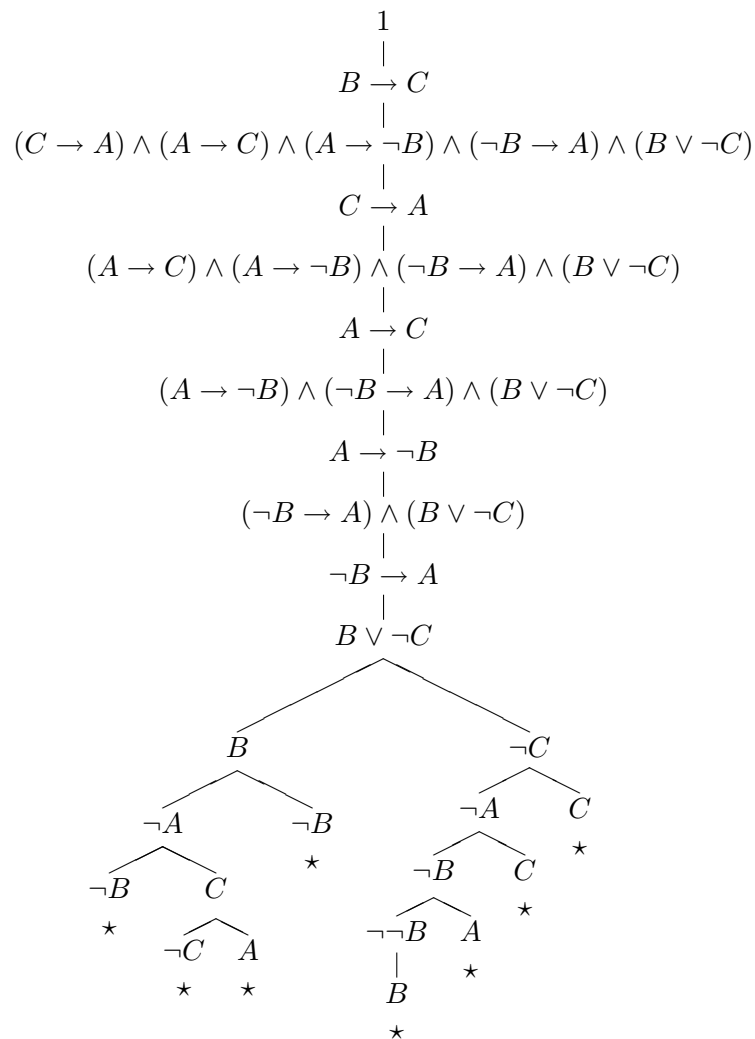 1
B → C
(C → A) ∧ (A → C) ∧ (A → ¬B) ∧ (¬B → A) ∧ (B ∨ ¬C)
C → A
(A → C) ∧ (A → ¬B) ∧ (¬B → A) ∧ (B ∨ ¬C)
A → C
(A → ¬B) ∧ (¬B → A) ∧ (B ∨ ¬C)
A → ¬B
(¬B → A) ∧ (B ∨ ¬C)
¬B → A
B ∨ ¬C
B ¬C
¬A ¬B ¬A C
⋆ ⋆
¬B C ¬B C
⋆ ⋆
¬C A ¬¬B A
⋆ ⋆ ⋆
B
⋆